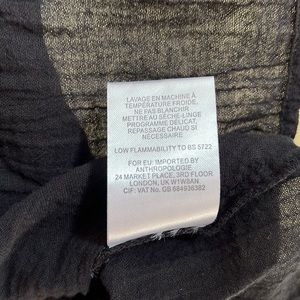 LAVAGE EN MACHINE À
TEMPÉRATURE FROIDE,
NE PAS BLANCHIR
METTRE AU SÈCHE-LINGE
PROGRAMME DÉLICAT,
REPASSAGE CHAUD SI
NÉCESSAIRE
LOW FLAMMABILITY TO BS 5722
FOR EU: IMPORTED BY
ANTHROPOLOGIE
24 MARKET PLACE, 3RD FLOOR
LONDON, UK W1W8AN
CIF: VAT No. GB 684936382